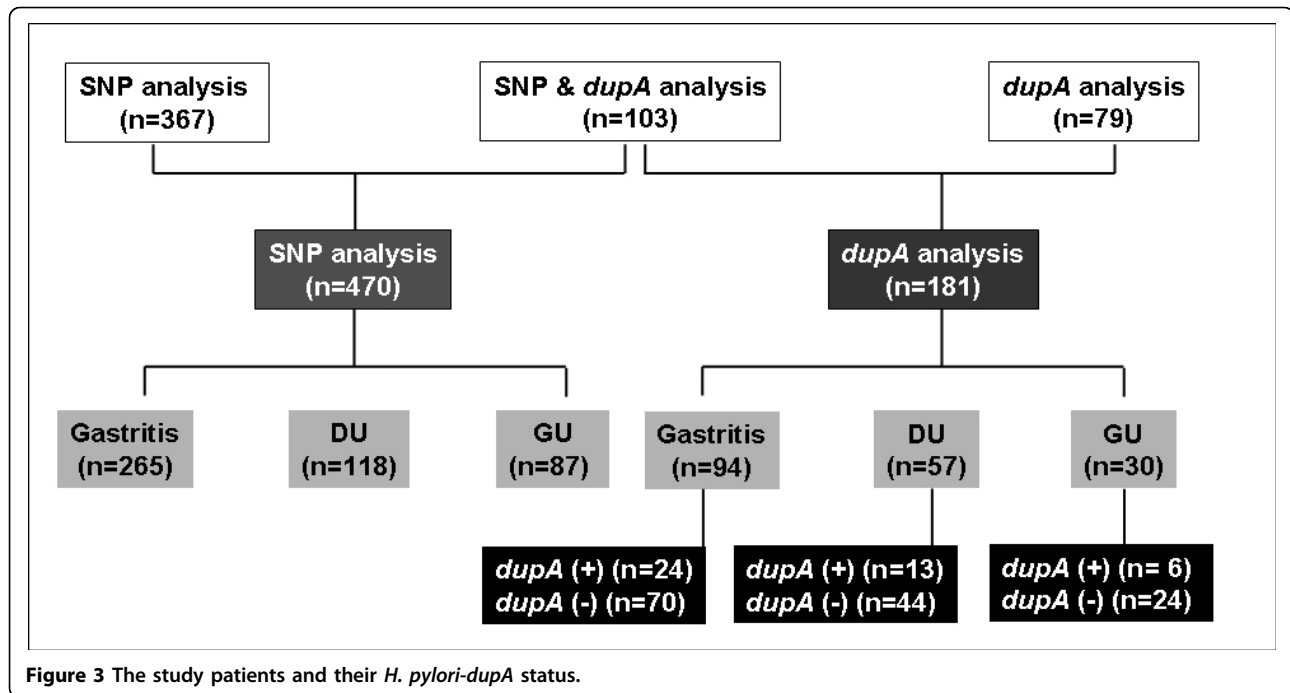 SNP analysis
(n=367)
SNP & dupA analysis
(n=103)
dupA analysis
(n=79)
SNP analysis
(n=470)
dupA analysis
(n=181)
Gastritis
(n=265)
DU
(n=118)
GU
(n=87)
Gastritis
(n=94)
DU
(n=57)
GU
(n=30)
dupA (+) (n=24)
dupA (-) (n=70)
dupA (+) (n=13)
dupA (-) (n=44)
dupA (+) (n= 6)
dupA (-) (n=24)
Figure 3 The study patients and their H. pylori-dupA status.